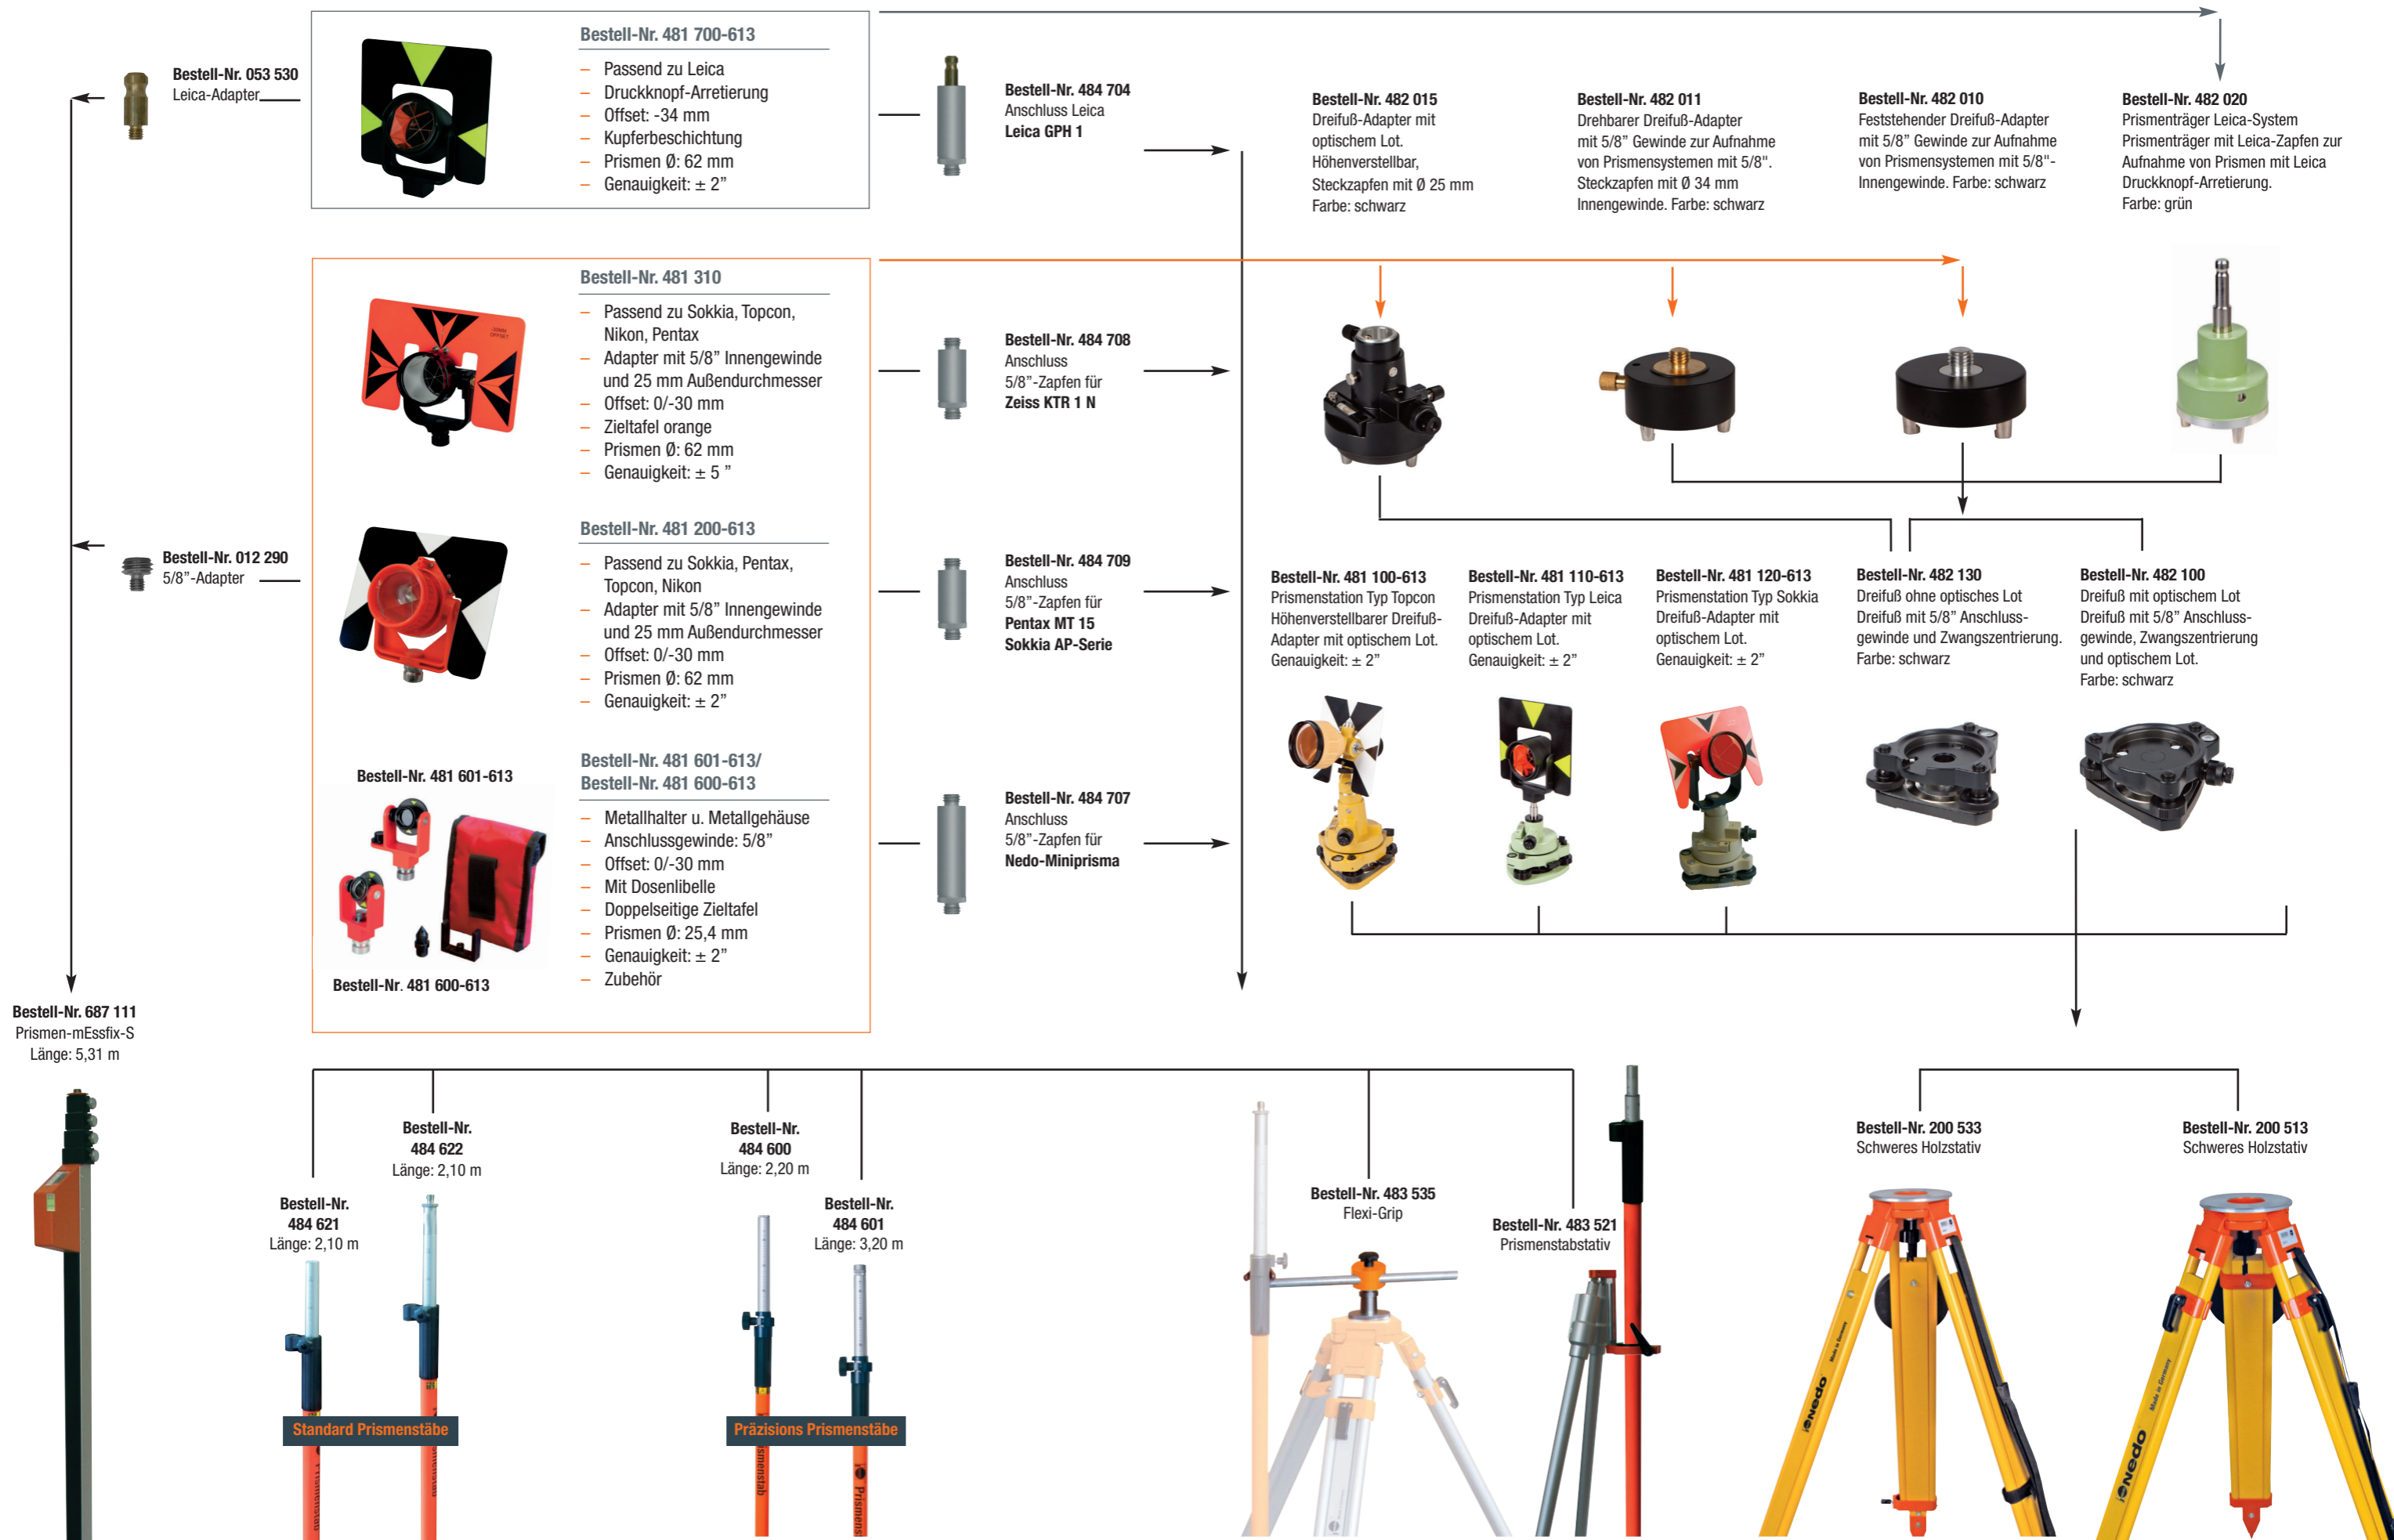 Bestell-Nr. 053 530
Leica-Adapter
Bestell-Nr. 481 700-613
– Passend zu Leica
– Druckknopf-Arretierung
– Offset: -34 mm
– Kupferbeschichtung
– Prismen Ø: 62 mm
– Genauigkeit: ± 2”
Bestell-Nr. 484 704
Anschluss Leica
Leica GPH 1
Bestell-Nr. 482 015
Dreifuß-Adapter mit
optischem Lot.
Höhenverstellbar,
Steckzapfen mit Ø 25 mm
Farbe: schwarz
Bestell-Nr. 482 011
Drehbarer Dreifuß-Adapter
mit 5/8” Gewinde zur Aufnahme
von Prismensystemen mit 5/8".
Steckzapfen mit Ø 34 mm
Innengewinde. Farbe: schwarz
Bestell-Nr. 482 010
Feststehender Dreifuß-Adapter
mit 5/8” Gewinde zur Aufnahme
von Prismensystemen mit 5/8"-
Innengewinde. Farbe: schwarz
Bestell-Nr. 482 020
Prismenträger Leica-System
Prismenträger mit Leica-Zapfen zur
Aufnahme von Prismen mit Leica
Druckknopf-Arretierung.
Farbe: grün
Bestell-Nr. 481 310
– Passend zu Sokkia, Topcon,
Nikon, Pentax
– Adapter mit 5/8” Innengewinde
und 25 mm Außendurchmesser
– Offset: 0/-30 mm
– Zieltafel orange
– Prismen Ø: 62 mm
– Genauigkeit: ± 5 ”
Bestell-Nr. 484 708
Anschluss
5/8”-Zapfen für
Zeiss KTR 1 N
Bestell-Nr. 012 290
5/8”-Adapter
Bestell-Nr. 481 200-613
– Passend zu Sokkia, Pentax,
Topcon, Nikon
– Adapter mit 5/8” Innengewinde
und 25 mm Außendurchmesser
– Offset: 0/-30 mm
– Prismen Ø: 62 mm
– Genauigkeit: ± 2”
Bestell-Nr. 484 709
Anschluss
5/8”-Zapfen für
Pentax MT 15
Sokkia AP-Serie
Bestell-Nr. 481 100-613
Prismenstation Typ Topcon
Höhenverstellbarer Dreifuß-
Adapter mit optischem Lot.
Genauigkeit: ± 2”
Bestell-Nr. 481 110-613
Prismenstation Typ Leica
Dreifuß-Adapter mit
optischem Lot.
Genauigkeit: ± 2”
Bestell-Nr. 481 120-613
Prismenstation Typ Sokkia
Dreifuß-Adapter mit
optischem Lot.
Genauigkeit: ± 2”
Bestell-Nr. 482 130
Dreifuß ohne optisches Lot
Dreifuß mit 5/8” Anschluss-
gewinde und Zwangszentrierung.
Farbe: schwarz
Bestell-Nr. 482 100
Dreifuß mit optischem Lot
Dreifuß mit 5/8” Anschluss-
gewinde, Zwangszentrierung
und optischem Lot.
Farbe: schwarz
Bestell-Nr. 481 601-613
Bestell-Nr. 481 600-613
Bestell-Nr. 481 601-613/
Bestell-Nr. 481 600-613
– Metallhalter u. Metallgehäuse
– Anschlussgewinde: 5/8”
– Offset: 0/-30 mm
– Mit Dosenlibelle
– Doppelseitige Zieltafel
– Prismen Ø: 25,4 mm
– Genauigkeit: ± 2”
– Zubehör
Bestell-Nr. 484 707
Anschluss
5/8”-Zapfen für
Nedo-Miniprisma
Bestell-Nr. 687 111
Prismen-mEssfix-S
Länge: 5,31 m
Bestell-Nr.
484 621
Länge: 2,10 m
Bestell-Nr.
484 622
Länge: 2,10 m
Standard Prismenstäbe
Bestell-Nr.
484 600
Länge: 2,20 m
Bestell-Nr.
484 601
Länge: 3,20 m
Präzisions Prismenstäbe
Bestell-Nr. 483 535
Flexi-Grip
Bestell-Nr. 483 521
Prismenstabstativ
Bestell-Nr. 200 533
Schweres Holzstativ
Made in Germany
Nedo
Bestell-Nr. 200 513
Schweres Holzstativ
Made in Germany
Nedo